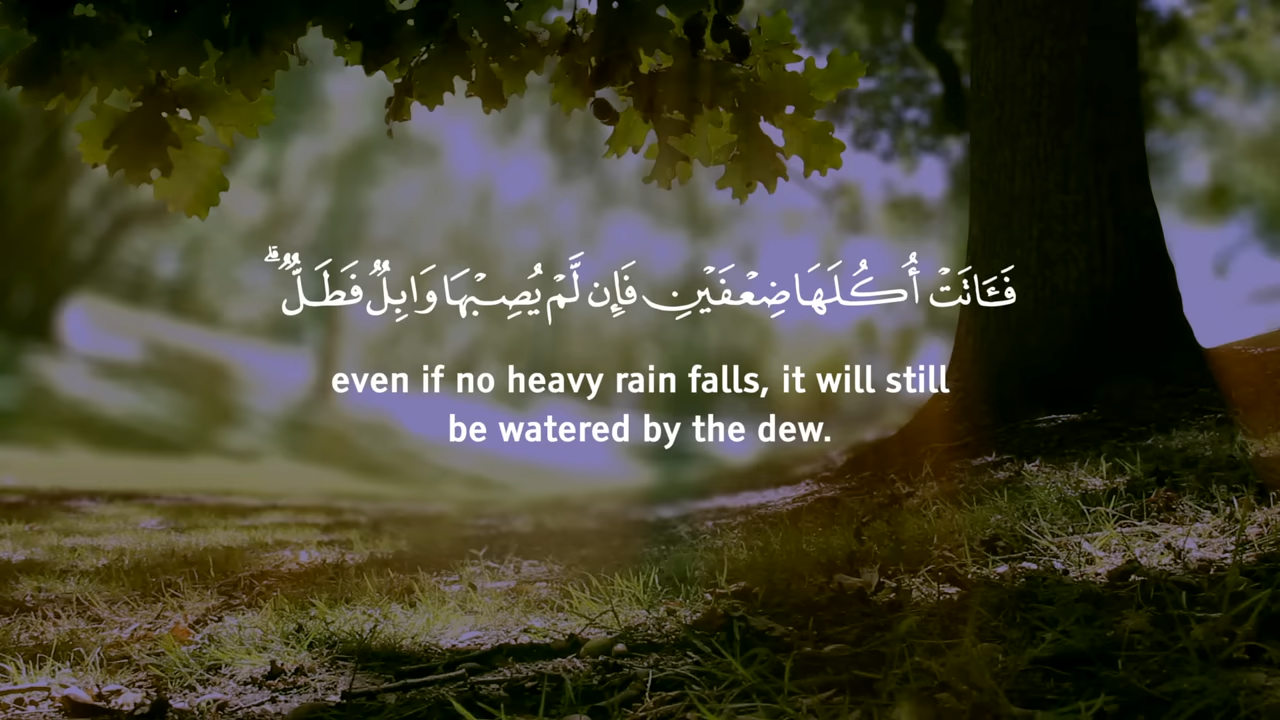 فَـَٔاتَتْ أُكُلَهَا ضِعْفَيْنِ فَإِن لَّمْ يُصِبْهَا وَابِلٌ فَطَلٌّ ۗ
even if no heavy rain falls, it will still
be watered by the dew.